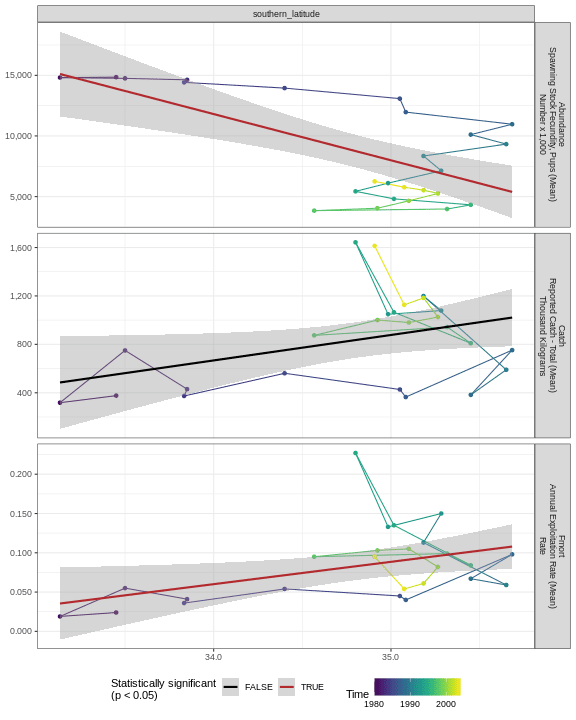 southern_latitude
15,000
10,000
5,000
Abundance
Spawning Stock Fecundity, Pups (Mean)
Number x 1,000
1,600
1,200
800
400
Catch
Reported Catch - Total (Mean)
Thousand Kilograms
0.200
0.150
0.100
0.050
0.000
Fmort
Annual Exploitation Rate (Mean)
Rate
34.0
35.0
Statistically significant
(p < 0.05)
FALSE
TRUE
Time
1980
1990
2000